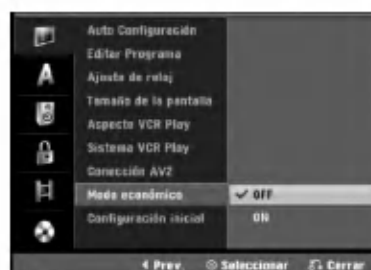 Auto Configuración
Editar Programa
Ajuste de reloj
Tamaño de la pantalla
Aspecto VCR Play
Sistema VCR Play
Conección AV2
Modo económico ✓ OFF
Configuración inicial ON
A
Prev. Seleccionar Cerrar